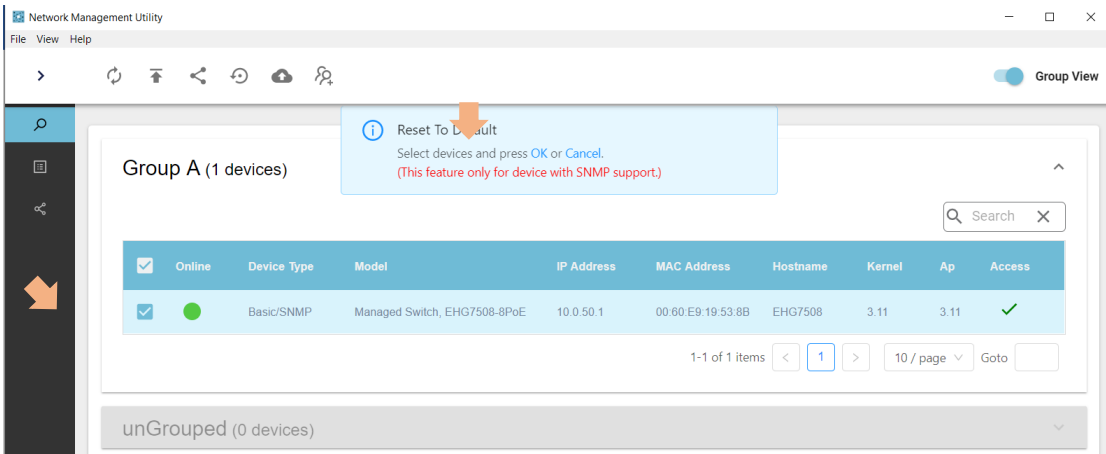 Network Management Utility
File View Help
Group View
Reset To Default
Select devices and press OK or Cancel.
(This feature only for device with SNMP support.)
Group A (1 devices)
Search
Online Device Type Model IP Address MAC Address Hostname Kernel Ap Access
Basic/SNMP Managed Switch, EHG7508-8PoE 10.0.50.1 00:60:E9:19:53:8B EHG7508 3.11 3.11
1-1 of 1 items < 1 > 10 / page Goto
unGrouped (0 devices)